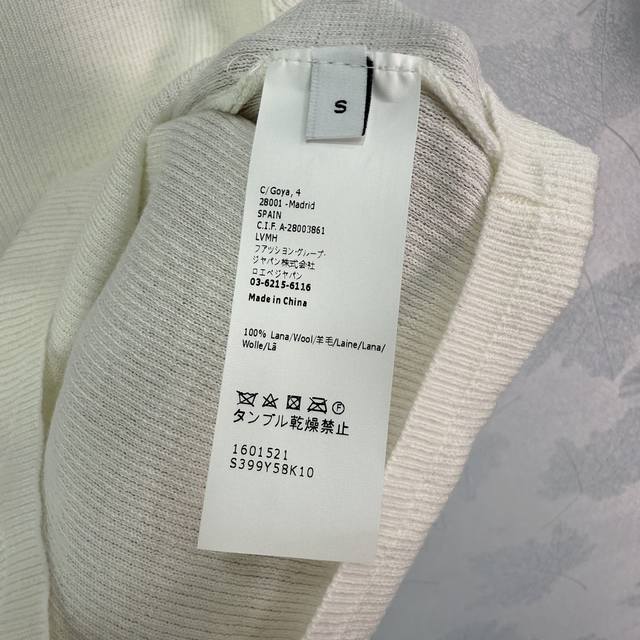 S
C/Goya, 4
28001 -Madrid
SPAIN
C.I.F. A-28003861
LVMH
ファッション・グループ・
ジャパン株式会社
ロエベジャパン
03-6215-6116
Made in China
100% Lana/Wool/羊毛/Laine/Lana/
Wolle/Lã
タンブル乾燥禁止
1601521
S399Y58K10